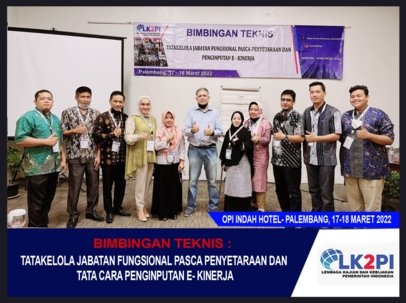 LK2PI
BIMBINGAN TEKNIS
TATAKELOLA JABATAN FUNGSIONAL PASCA PENYETARAAN DAN
PENGINPUTAN E - KINERJA
Palembang, 17 - 18 Maret 2022
OPI INDAH HOTEL- PALEMBANG, 17-18 MARET 2022
BIMBINGAN TEKNIS :
TATAKELOLA JABATAN FUNGSIONAL PASCA PENYETARAAN DAN
TATA CARA PENGINPUTAN E- KINERJA
LK2PI
LEMBAGA KAJIAN DAN KEBIJAKAN
PEMERINTAH INDONESIA